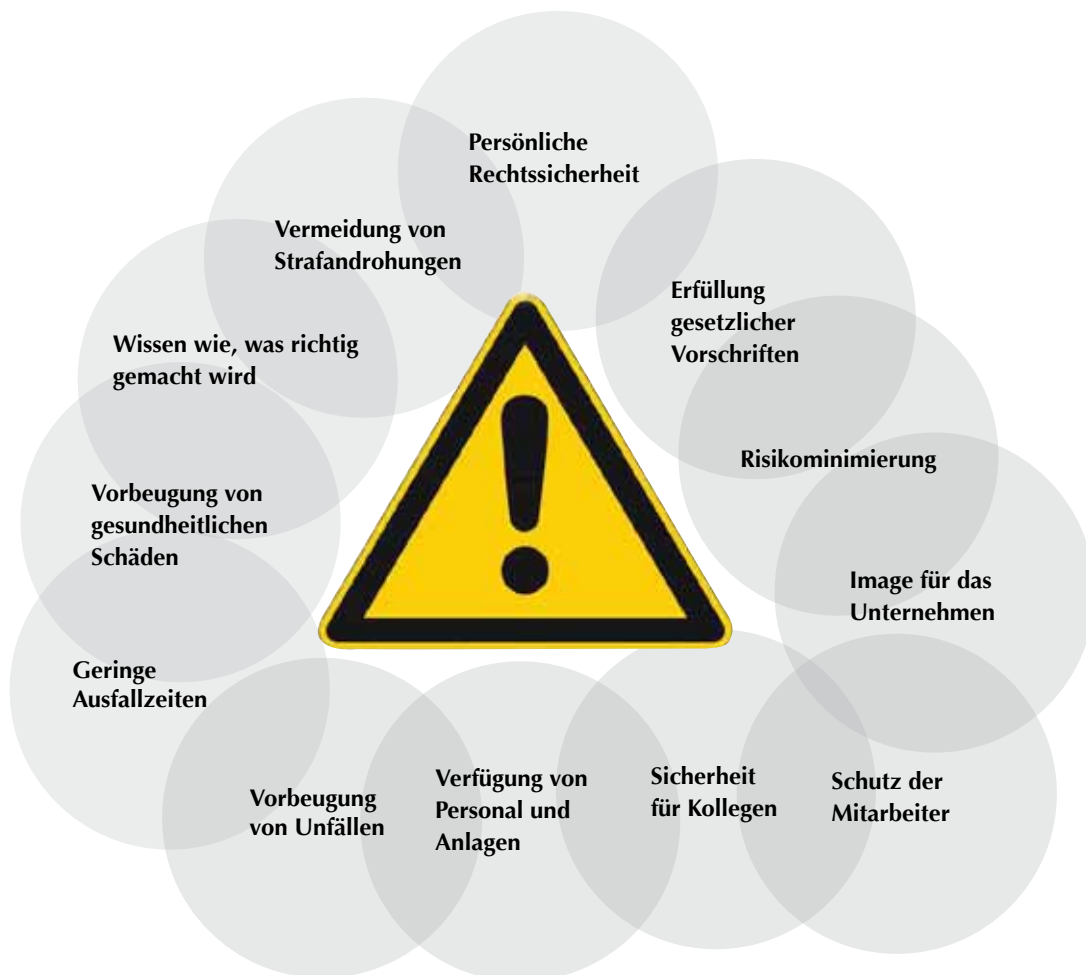 Persönliche
Rechtssicherheit
Vermeidung von
Strafandrohungen
Erfüllung
gesetzlicher
Vorschriften
Wissen wie, was richtig
gemacht wird
Risikominimierung
Vorbeugung von
gesundheitlichen
Schäden
Image für das
Unternehmen
Geringe
Ausfallzeiten
Vorbeugung
von Unfällen
Verfügung von
Personal und
Anlagen
Sicherheit
für Kollegen
Schutz der
Mitarbeiter